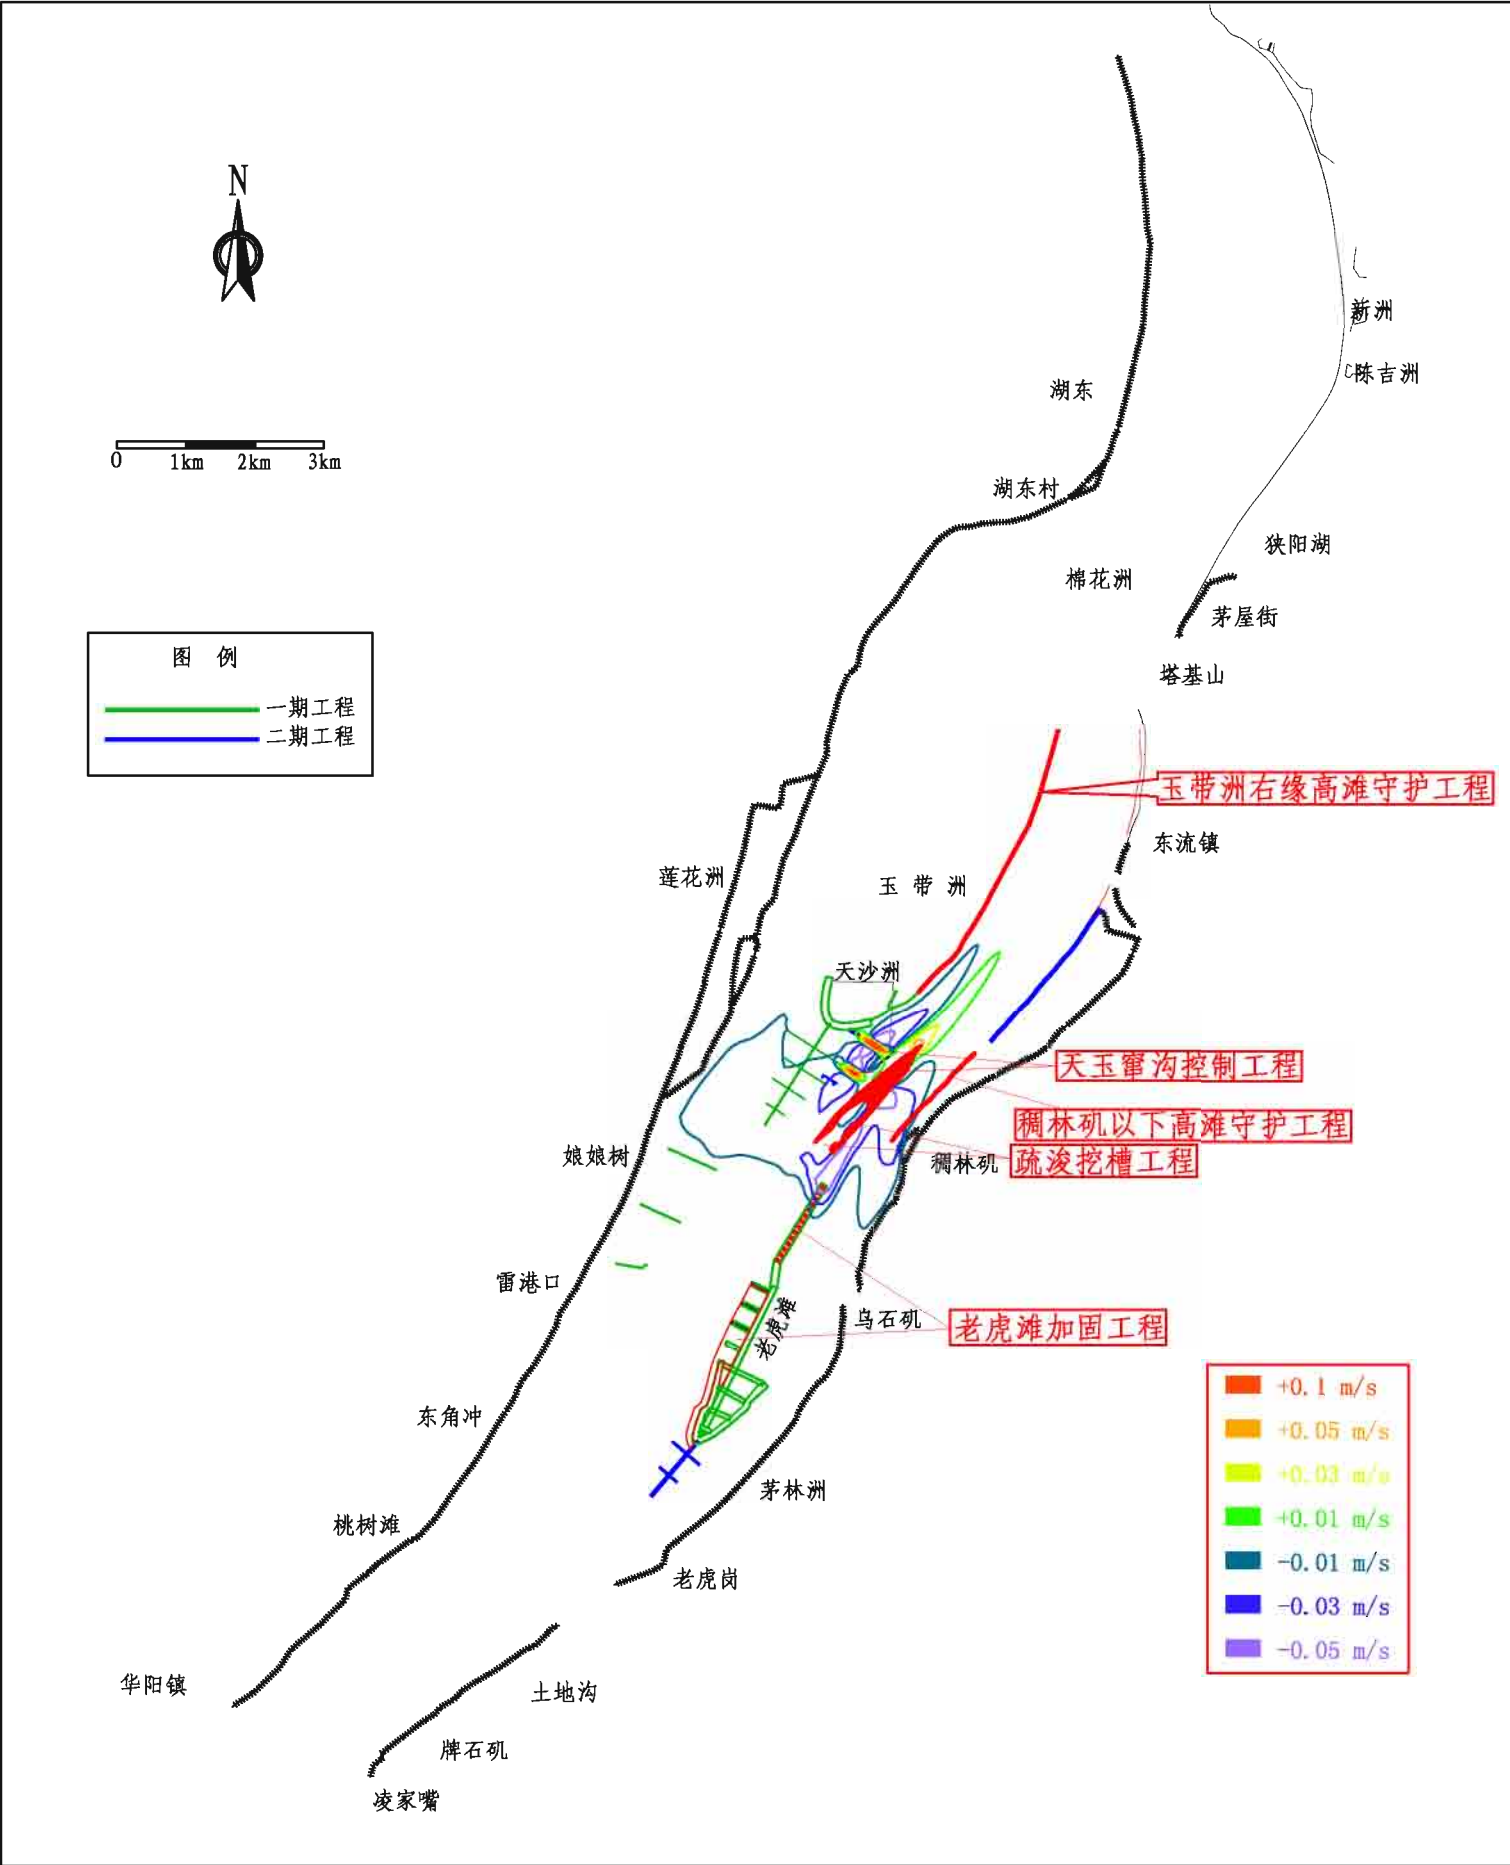 N
新洲
陈吉洲
湖东
0 1km 2km 3km
湖东村
狭阳湖
棉花洲
茅屋街
图 例
一期工程
二期工程
塔基山
玉带洲右缘高滩守护工程
东流镇
莲花洲
玉 带 洲
天沙洲
天玉窜沟控制工程
稠林矶以下高滩守护工程
娘娘树
稠林矶
疏浚挖槽工程
雷港口
老虎滩
乌石矶
老虎滩加固工程
+0.1 m/s
+0.05 m/s
+0.03 m/s
+0.01 m/s
-0.01 m/s
-0.03 m/s
-0.05 m/s
东角冲
茅林洲
桃树滩
老虎岗
华阳镇
土地沟
牌石矶
凌家嘴